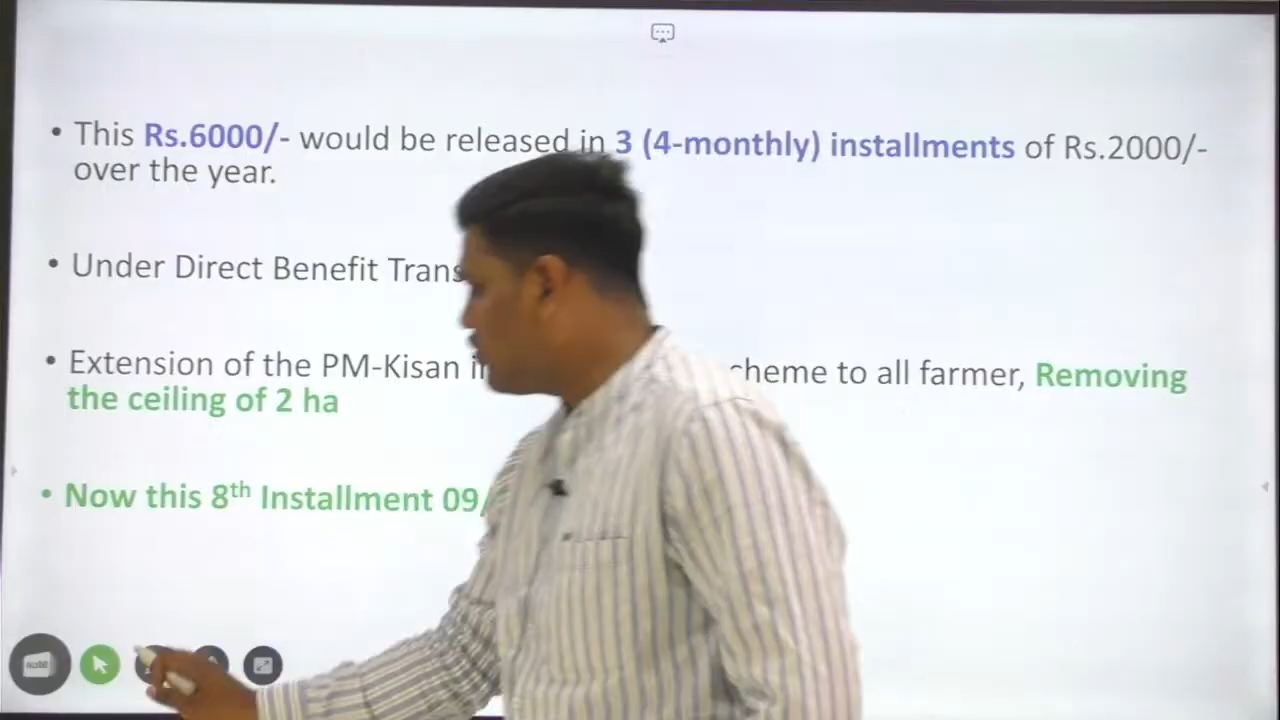 • This Rs.6000/- would be released in 3 (4-monthly) installments of Rs.2000/-
over the year.
• Under Direct Benefit Trans
• Extension of the PM-Kisan i cheme to all farmer, Removing
the ceiling of 2 ha
• Now this 8th Installment 09/